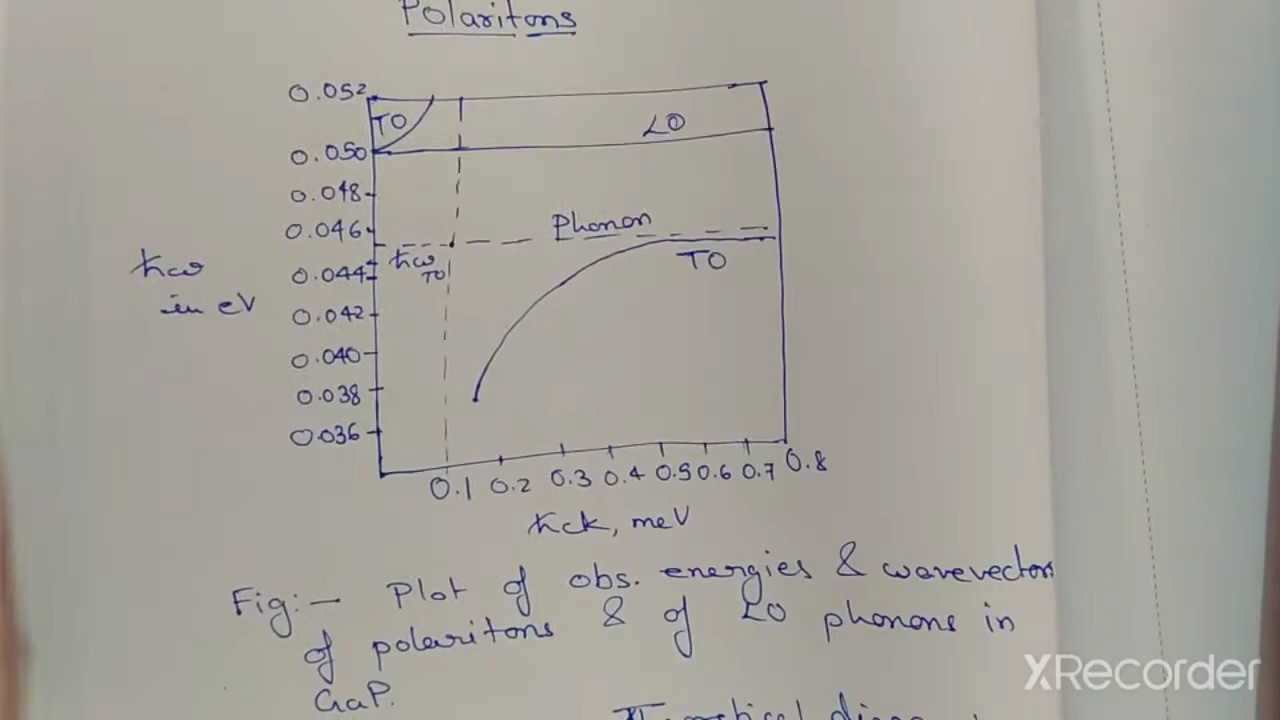 Polaritons
0.052
TO
LO
0.050
0.048
0.046
Phonon
ħω
in eV
ħω TO
0.044
TO
0.042
0.040
0.038
0.036
0.1 0.2 0.3 0.4 0.5 0.6 0.7 0.8
ħck, meV
Fig:- Plot of obs. energies & wavevectors
of polaritons & of LO phonons in
GaP.
XRecorder